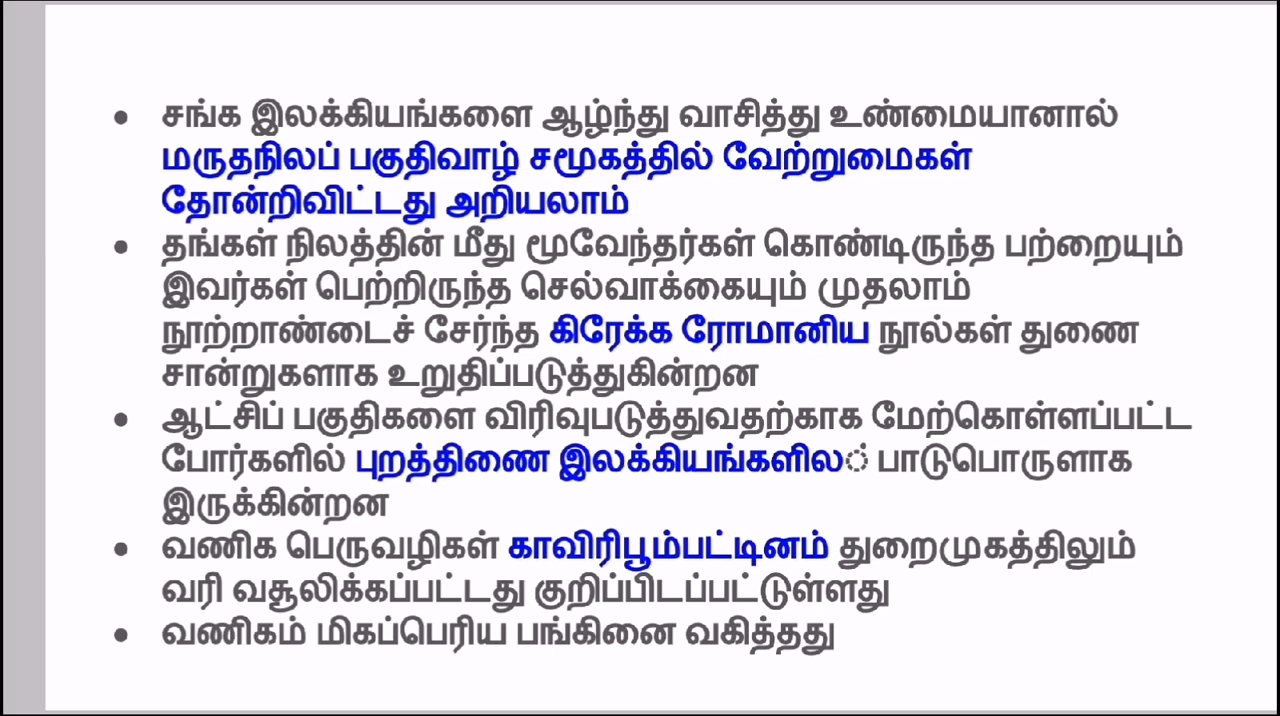 • சங்க இலக்கியங்களை ஆழ்ந்து வாசித்து உண்மையானால்
மருதநிலப் பகுதிவாழ் சமூகத்தில் வேற்றுமைகள்
தோன்றிவிட்டது அறியலாம்
• தங்கள் நிலத்தின் மீது மூவேந்தர்கள் கொண்டிருந்த பற்றையும்
இவர்கள் பெற்றிருந்த செல்வாக்கையும் முதலாம்
நூற்றாண்டைச் சேர்ந்த கிரேக்க ரோமானிய நூல்கள் துணை
சான்றுகளாக உறுதிப்படுத்துகின்றன
• ஆட்சிப் பகுதிகளை விரிவுபடுத்துவதற்காக மேற்கொள்ளப்பட்ட
போர்களில் புறத்திணை இலக்கியங்களில் பாடுபொருளாக
இருக்கின்றன
• வணிக பெருவழிகள் காவிரிபூம்பட்டினம் துறைமுகத்திலும்
வரி வசூலிக்கப்பட்டது குறிப்பிடப்பட்டுள்ளது
• வணிகம் மிகப்பெரிய பங்கினை வகித்தது